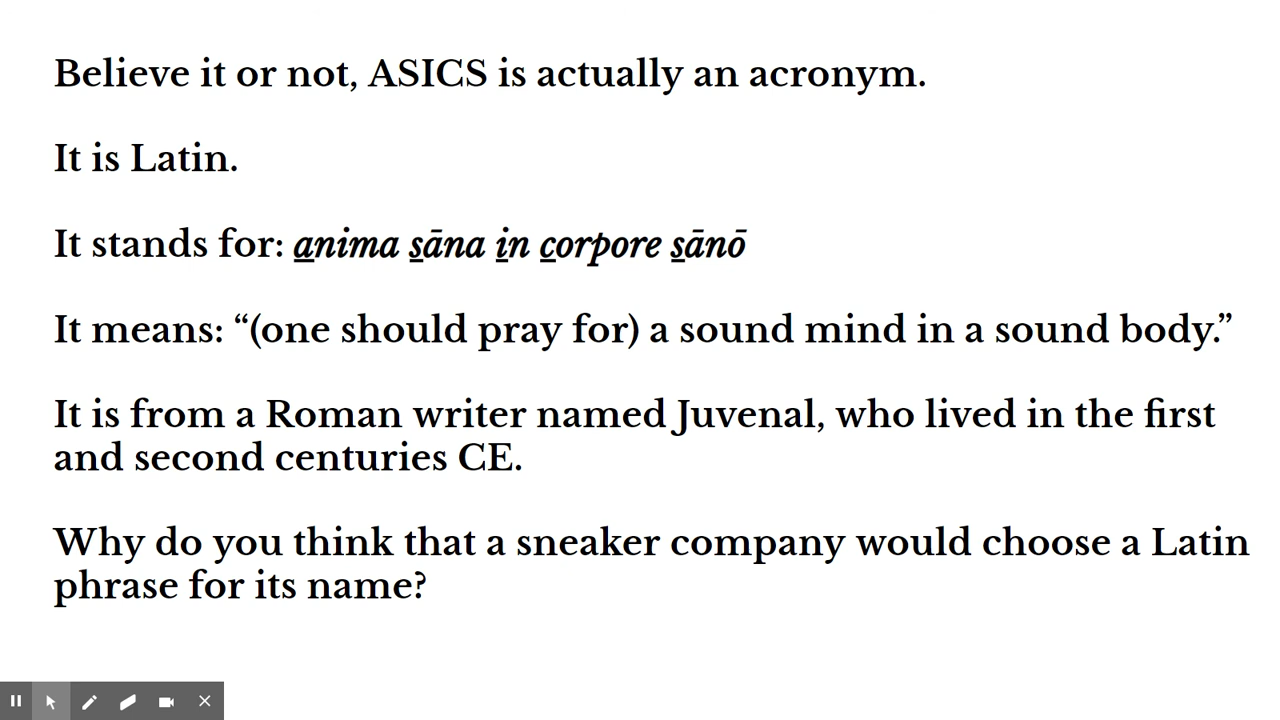 Believe it or not, ASICS is actually an acronym.
It is Latin.
It stands for: anima sāna in corpore sānō
It means: “(one should pray for) a sound mind in a sound body.”
It is from a Roman writer named Juvenal, who lived in the first
and second centuries CE.
Why do you think that a sneaker company would choose a Latin
phrase for its name?